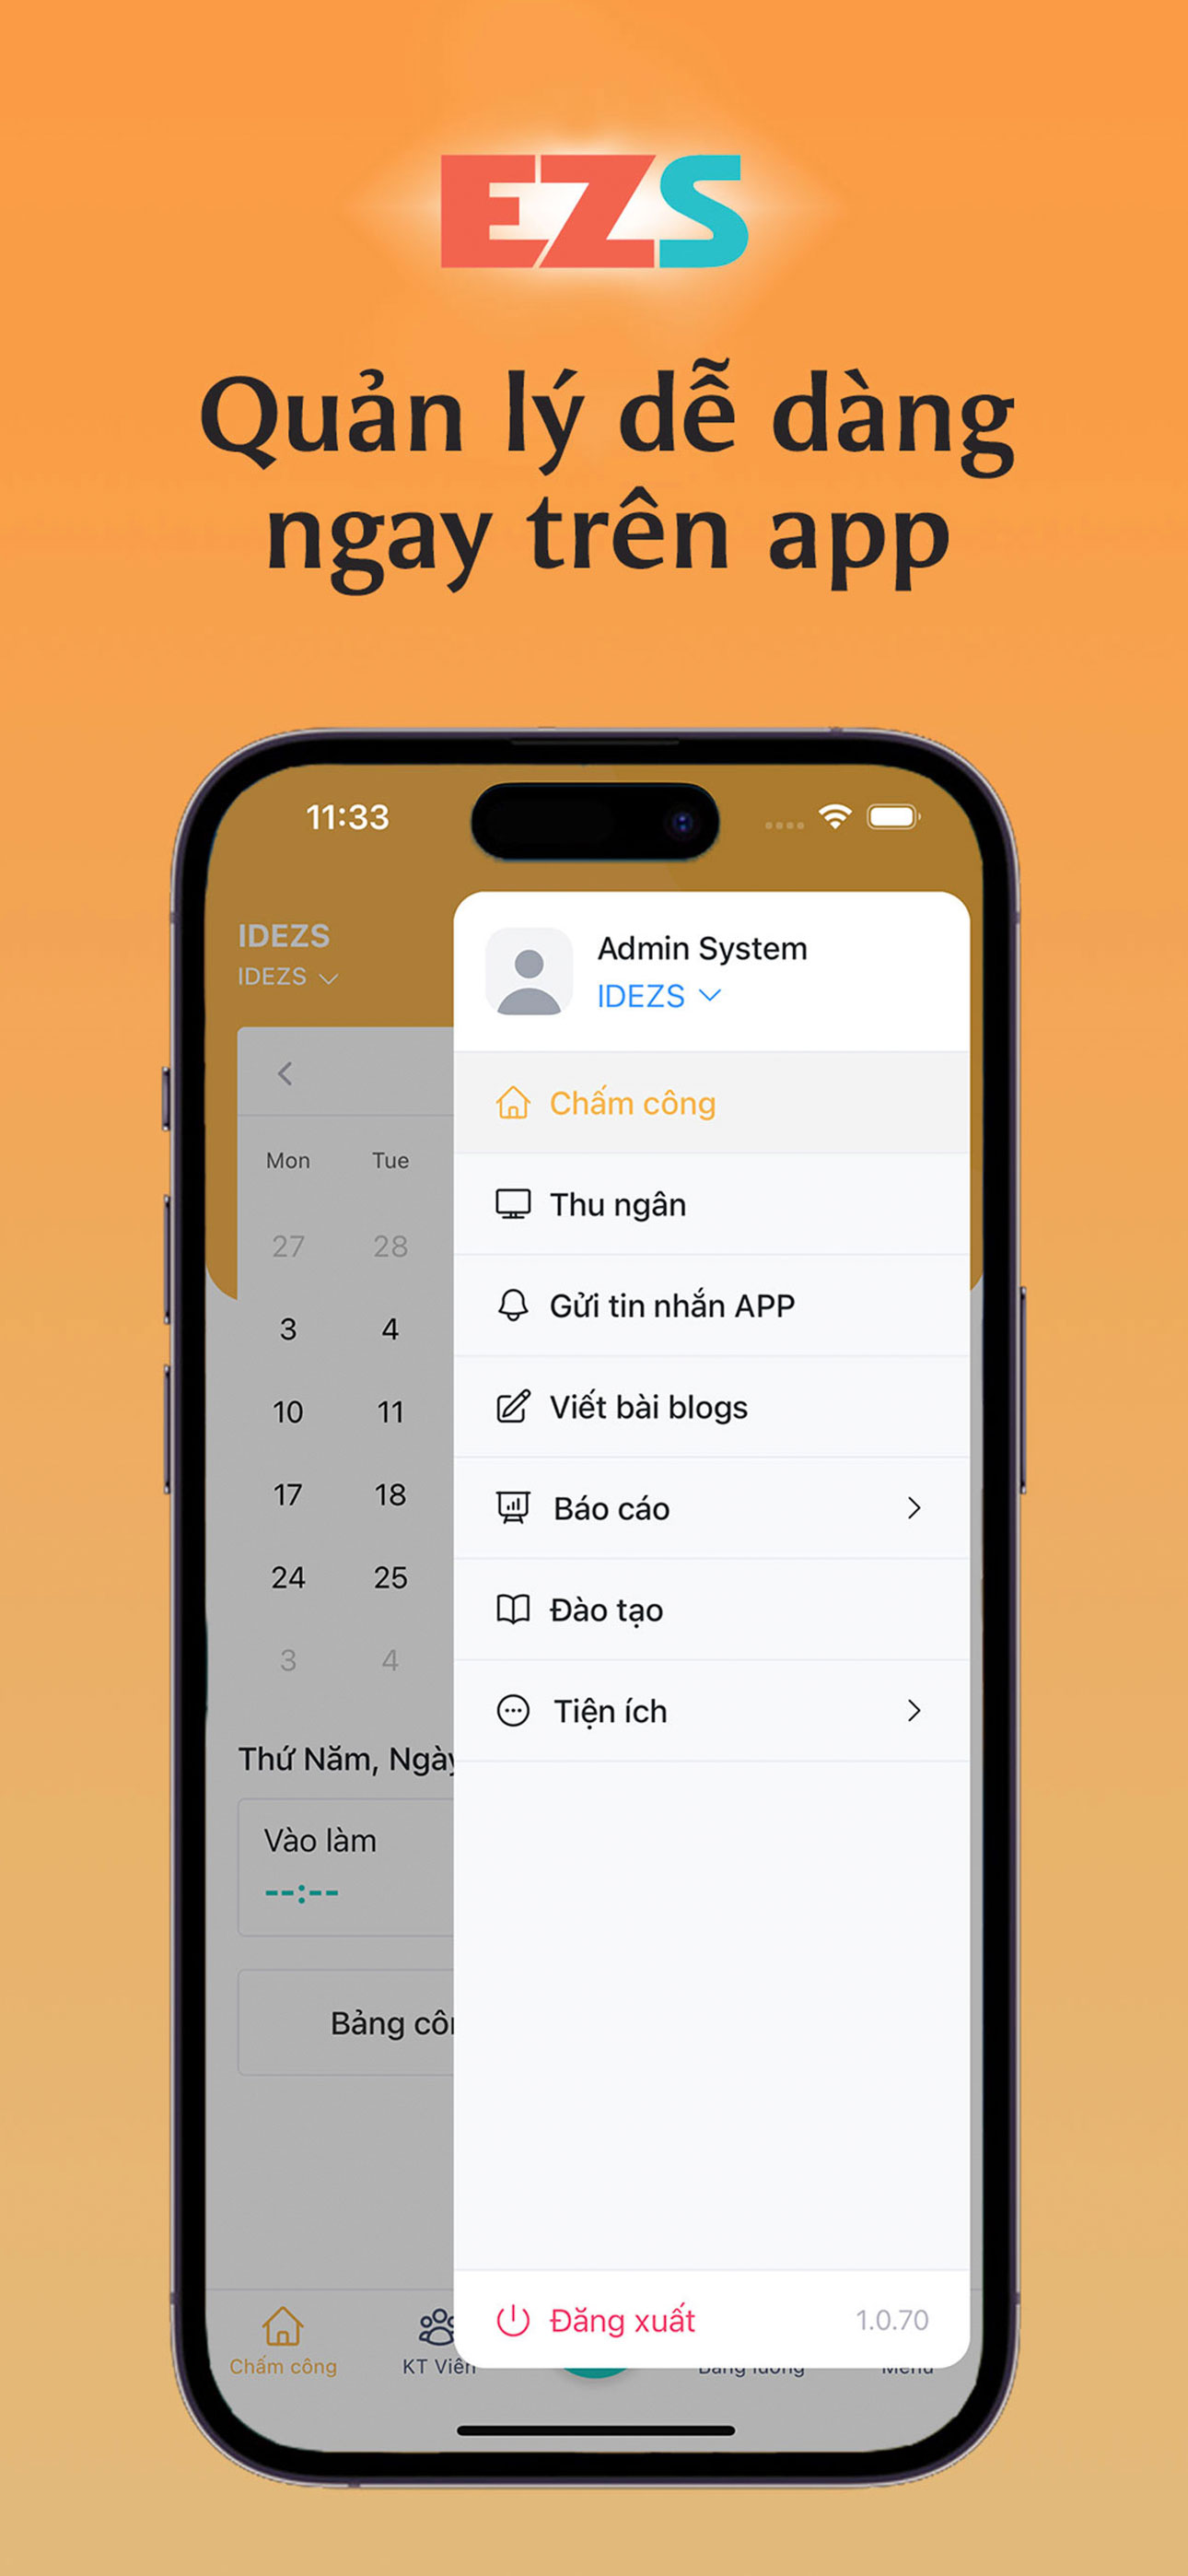 EZS
Quản lý dễ dàng
ngay trên app
11:33
IDEZS
IDEZS
Admin System
IDEZS
Chấm công
Thu ngân
Gửi tin nhắn APP
Viết bài blogs
Báo cáo
Đào tạo
Tiện ích
Mon Tue
27 28
3 4
10 11
17 18
24 25
3 4
Thứ Năm, Ngày
Vào làm
--:--
Bảng
Đăng xuất 1.0.70
Chấm công KT Viên Bảng lương Menu